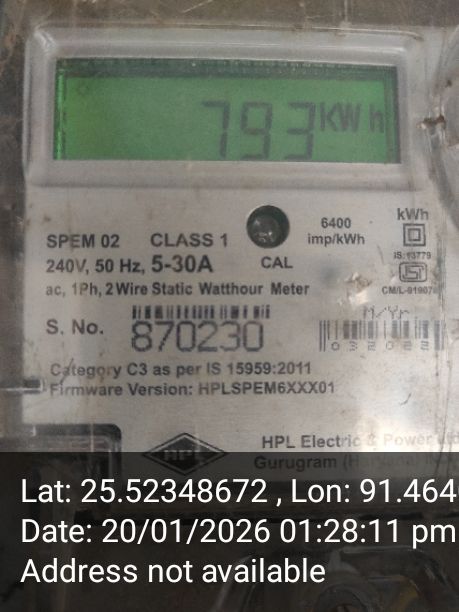 793 KWh
SPEM 02 CLASS 1 6400 imp/kWh kWh
240V, 50 Hz, 5-30A CAL IS:13779
ac, 1Ph, 2 Wire Static Watthour Meter
S. No. 870230 M/Yr
032022
Category C3 as per IS 15959:2011
Firmware Version: HPLSPEM6XXX01
HPL
HPL Electric & Power Ltd
Gurugram
Lat: 25.52348672 , Lon: 91.464
Date: 20/01/2026 01:28:11 pm
Address not available